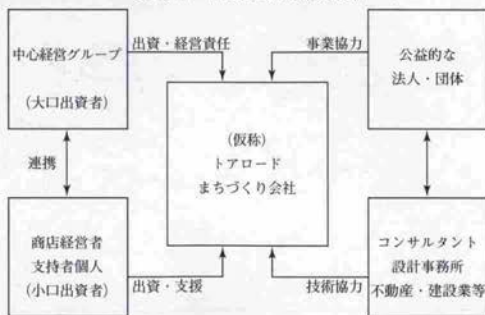 中心経営グループ
(大口出資者)
出資・経営責任
事業協力
公益的な
法人・団体
(仮称)
トアロード
まちづくり会社
連携
商店経営者
支持者個人
(小口出資者)
出資・支援
技術協力
コンサルタント
設計事務所
不動産・建設業等